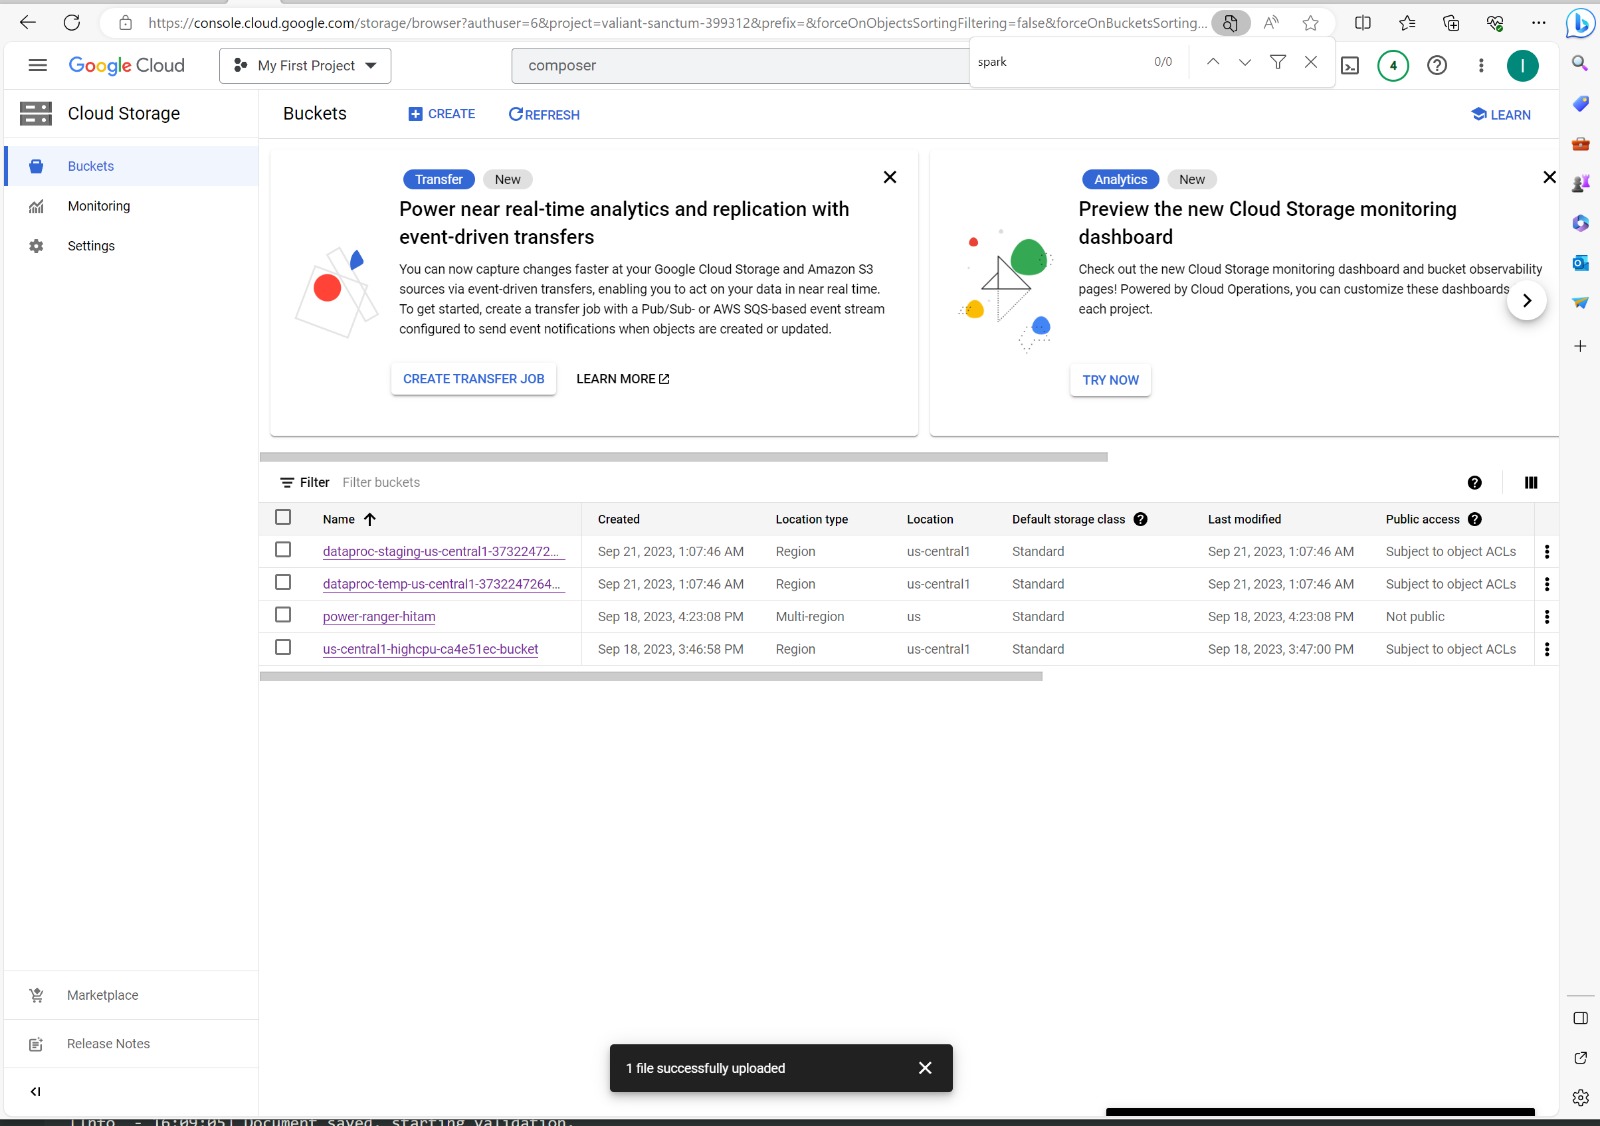 https://console.cloud.google.com/storage/browser?authuser=6&project=valiant-sanctum-399312&prefix=&forceOnObjectsSortingFiltering=false&forceOnBucketsSorting...
spark
0/0
Google Cloud
My First Project
composer
4
I
Cloud Storage
Buckets
CREATE
REFRESH
LEARN
Buckets
Monitoring
Settings
Transfer
New
Power near real-time analytics and replication with
event-driven transfers
You can now capture changes faster at your Google Cloud Storage and Amazon S3
sources via event-driven transfers, enabling you to act on your data in near real time.
To get started, create a transfer job with a Pub/Sub- or AWS SQS-based event stream
configured to send event notifications when objects are created or updated.
CREATE TRANSFER JOB
LEARN MORE
Analytics
New
Preview the new Cloud Storage monitoring
dashboard
Check out the new Cloud Storage monitoring dashboard and bucket observability
pages! Powered by Cloud Operations, you can customize these dashboards
each project.
TRY NOW
Filter
Filter buckets
Name Created Location type Location Default storage class Last modified Public access
dataproc-staging-us-central1-37322472... Sep 21, 2023, 1:07:46 AM Region us-central1 Standard Sep 21, 2023, 1:07:46 AM Subject to object ACLs
dataproc-temp-us-central1-3732247264... Sep 21, 2023, 1:07:46 AM Region us-central1 Standard Sep 21, 2023, 1:07:46 AM Subject to object ACLs
power-ranger-hitam Sep 18, 2023, 4:23:08 PM Multi-region us Standard Sep 18, 2023, 4:23:08 PM Not public
us-central1-highcpu-ca4e51ec-bucket Sep 18, 2023, 3:46:58 PM Region us-central1 Standard Sep 18, 2023, 3:47:00 PM Subject to object ACLs
Marketplace
Release Notes
1 file successfully uploaded
[Info - 16:09:05] Document saved, starting validation.